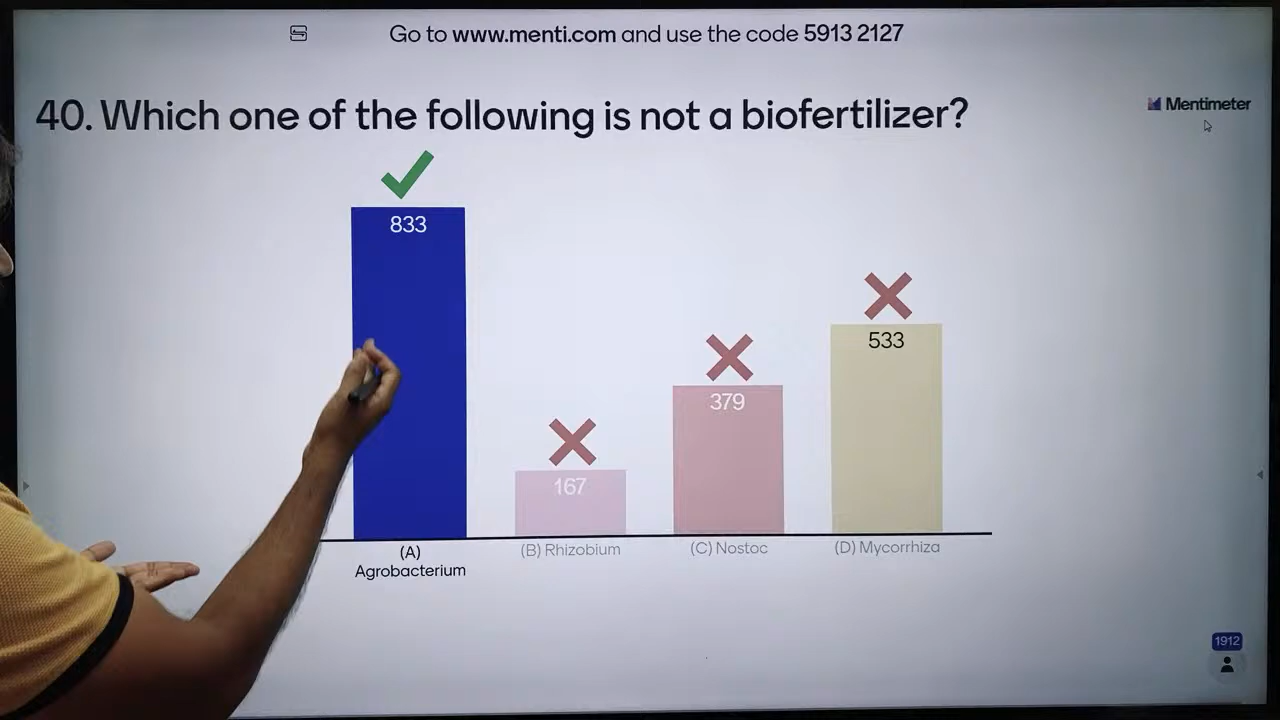 Go to www.menti.com and use the code 5913 2127
40. Which one of the following is not a biofertilizer?
Mentimeter
833
167
379
533
(A)
Agrobacterium
(B) Rhizobium
(C) Nostoc
(D) Mycorrhiza
1912